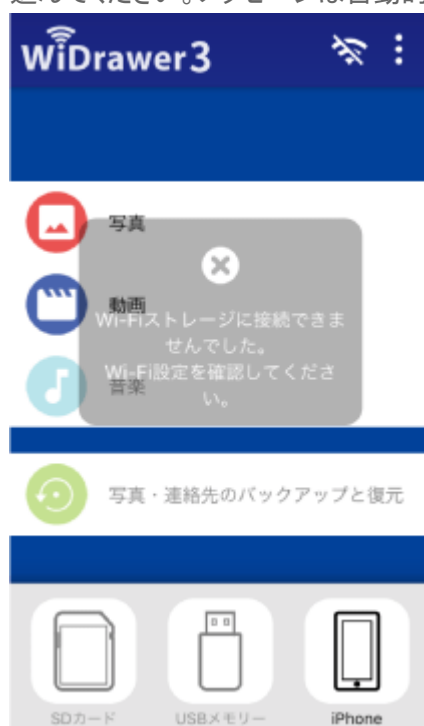 WiDrawer3
写真
動画
Wi-Fiストレージに接続できま
せんでした。
Wi-Fi設定を確認してくださ
い。
音楽
写真・連絡先のバックアップと復元
SDカード
USBメモリー
iPhone